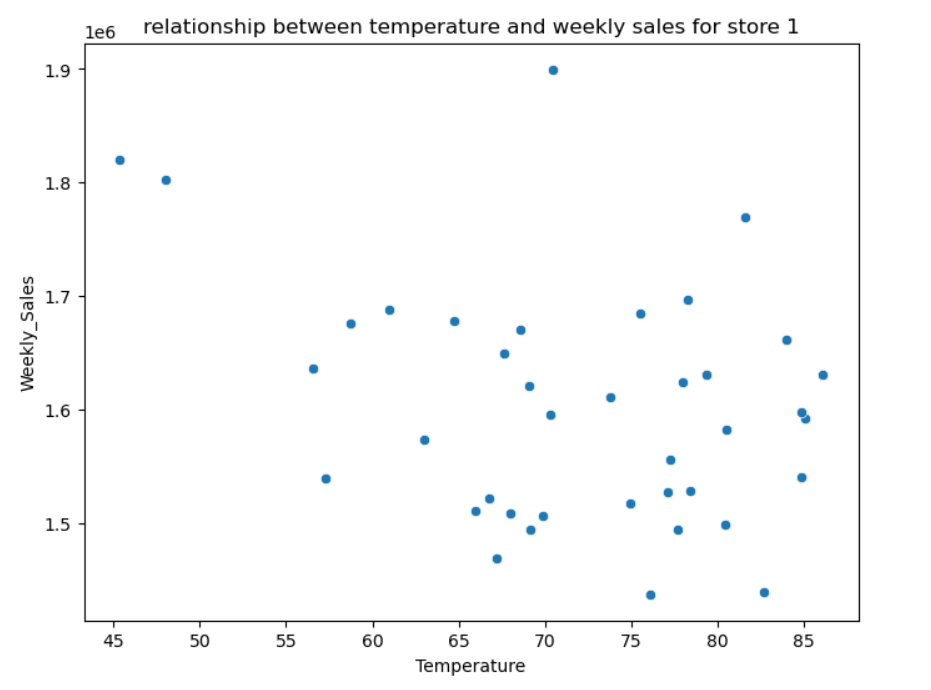 relationship between temperature and weekly sales for store 1
1e6
1.9
1.8
1.7
1.6
1.5
Weekly_Sales
45 50 55 60 65 70 75 80 85
Temperature